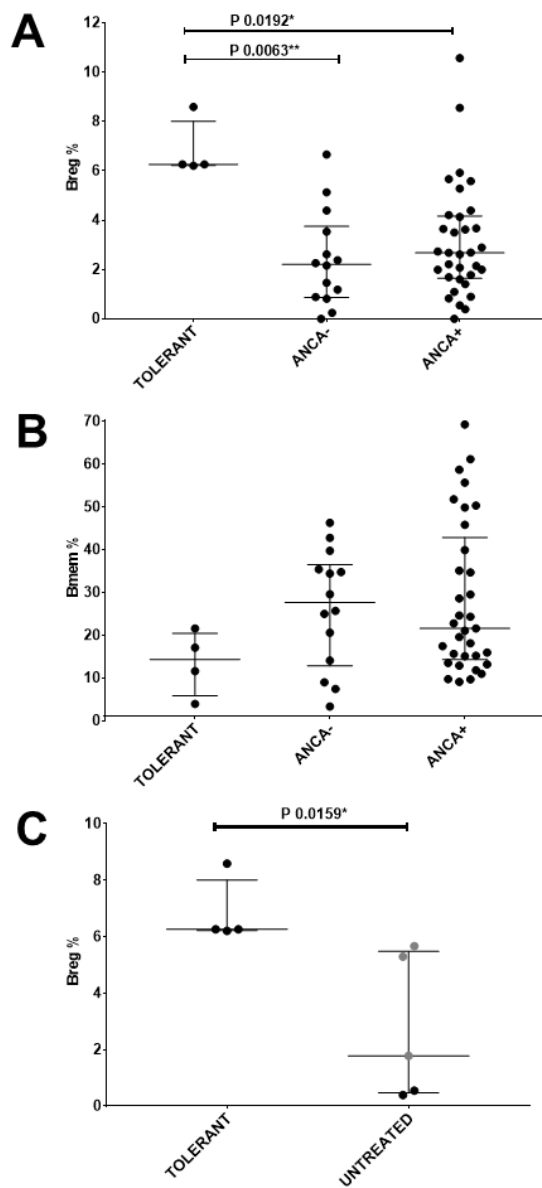 A
P 0.0192*
P 0.0063**
12
10
8
6
4
2
0
Breg %
TOLERANT
ANCA-
ANCA+
B
70
60
50
40
30
20
10
0
Bmem %
TOLERANT
ANCA-
ANCA+
C
P 0.0159*
10
8
6
4
2
0
Breg %
TOLERANT
UNTREATED